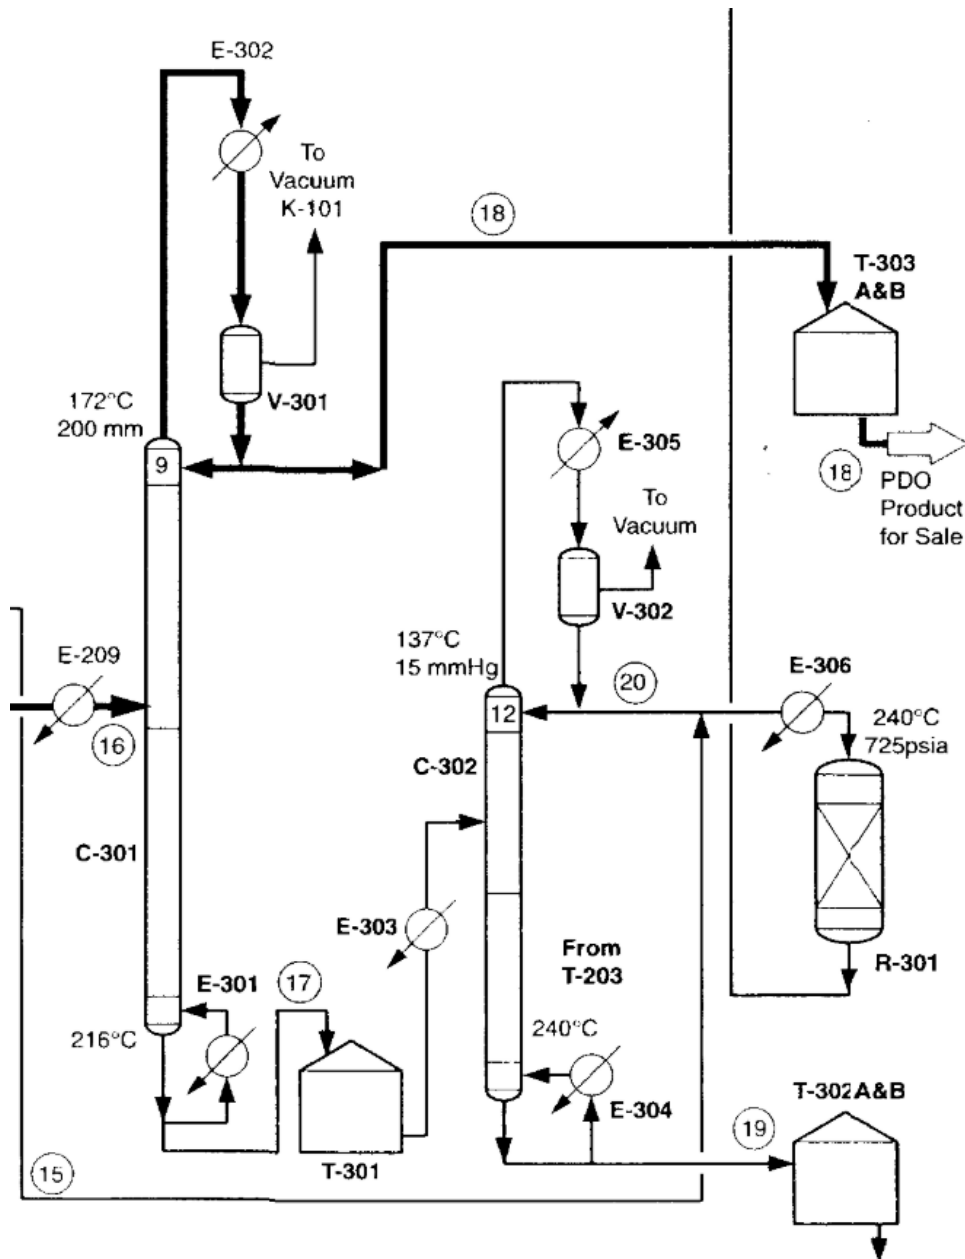 E-302
To
Vacuum
K-101
18
T-303
A&B
172°C
200 mm
V-301
9
E-305
18
PDO
Product
for Sale
To
Vacuum
V-302
137°C
15 mmHg
E-209
16
20
E-306
12
240°C
725psia
C-302
C-301
E-303
From
T-203
R-301
E-301
17
216°C
240°C
E-304
T-302A&B
19
T-301
15